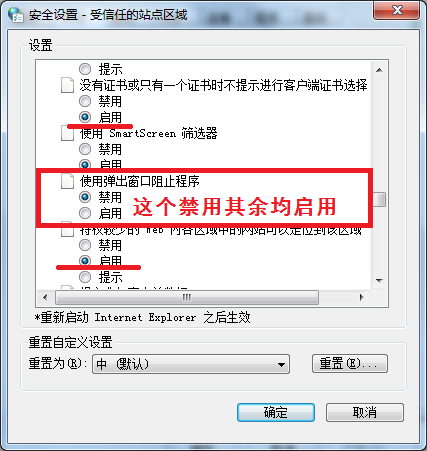 安全设置 - 受信任的站点区域
设置
提示
没有证书或只有一个证书时不提示进行客户端证书选择
禁用
启用
使用 SmartScreen 筛选器
禁用
启用
使用弹出窗口阻止程序
禁用
启用
这个禁用其余均启用
特权较少的 Web 内容区域中的网站可以定位到该区域
禁用
启用
提示
*重新启动 Internet Explorer 之后生效
重置自定义设置
重置为(R): 中 (默认) 重置(E)...
确定 取消